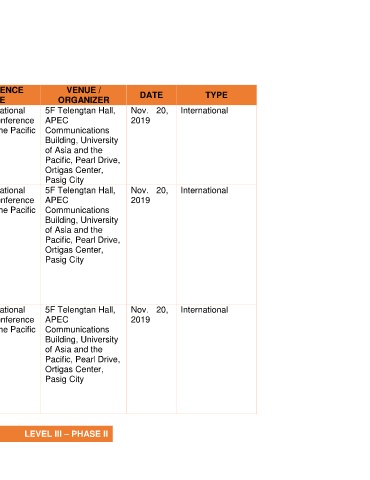 ENCE VENUE / DATE TYPE
E ORGANIZER
ational 5F Telengtan Hall, Nov. 20, International
nference APEC 2019
he Pacific Communications
Building, University
of Asia and the
Pacific, Pearl Drive,
Ortigas Center,
Pasig City
ational 5F Telengtan Hall, Nov. 20, International
nference APEC 2019
he Pacific Communications
Building, University
of Asia and the
Pacific, Pearl Drive,
Ortigas Center,
Pasig City
ational 5F Telengtan Hall, Nov. 20, International
nference APEC 2019
he Pacific Communications
Building, University
of Asia and the
Pacific, Pearl Drive,
Ortigas Center,
Pasig City
LEVEL III – PHASE II